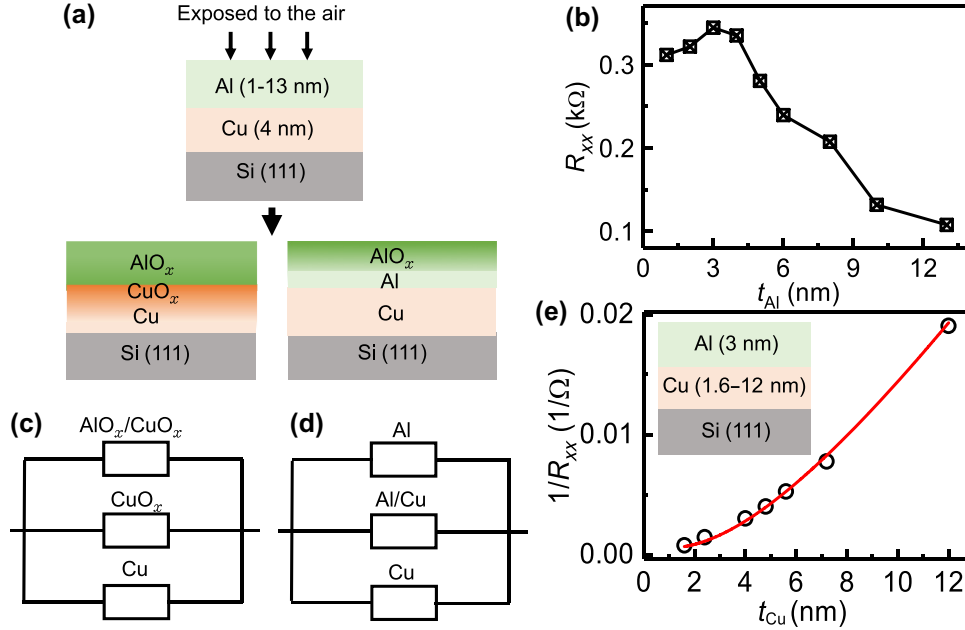 (a)
Exposed to the air
Al (1-13 nm)
Cu (4 nm)
Si (111)
AlOₓ
CuOₓ
Cu
Si (111)
AlOₓ
Al
Cu
Si (111)
(b)
Rₓₓ (kΩ)
0.3
0.2
0.1
0 3 6 9 12
t_Al (nm)
(c)
AlOₓ/CuOₓ
CuOₓ
Cu
(d)
Al
Al/Cu
Cu
(e)
1/Rₓₓ (1/Ω)
0.02
0.01
0.00
Al (3 nm)
Cu (1.6–12 nm)
Si (111)
0 2 4 6 8 10 12
t_Cu (nm)